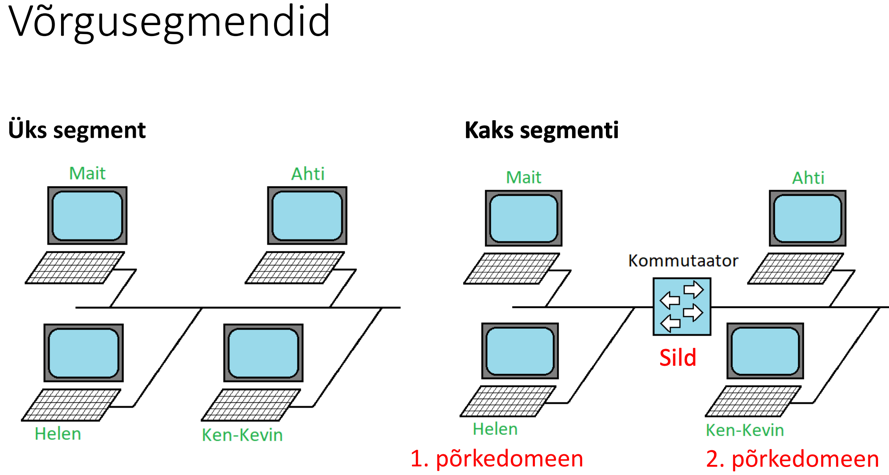 Võrgusegmendid
Üks segment
Mait
Ahti
Helen
Ken-Kevin
Kaks segmenti
Mait
Ahti
Kommutaator
Sild
Helen
Ken-Kevin
1. põrkedomeen
2. põrkedomeen